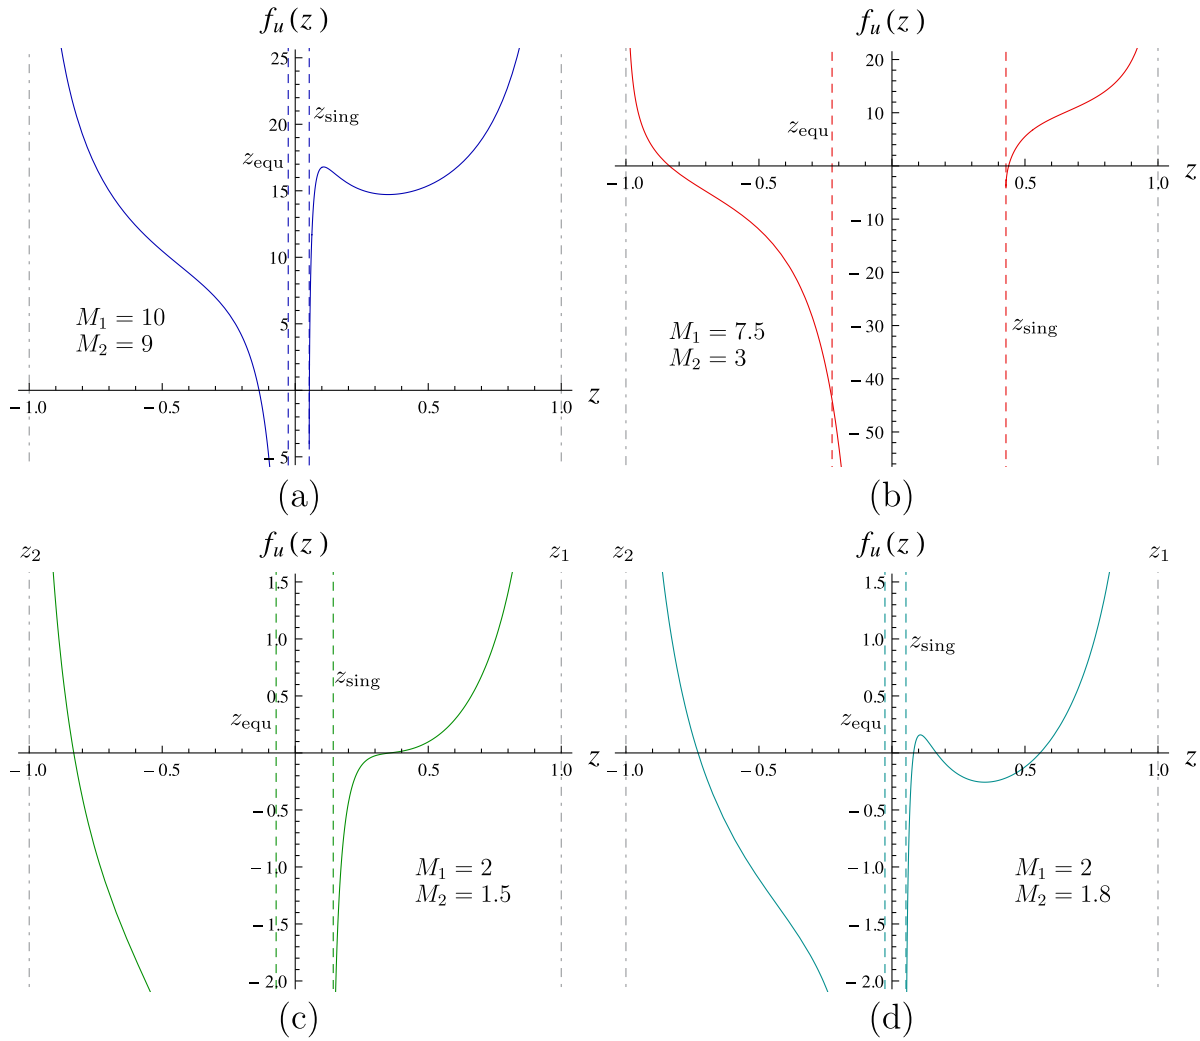 f_u(z)
25
20
15
10
5
−5
−1.0
−0.5
0.5
1.0
z
z_equ
z_sing
M_1 = 10
M_2 = 9
(a)
f_u(z)
20
10
−10
−20
−30
−40
−50
−1.0
−0.5
0.5
1.0
z
z_equ
z_sing
M_1 = 7.5
M_2 = 3
(b)
z_2
f_u(z)
z_1
1.5
1.0
0.5
−0.5
−1.0
−1.5
−2.0
−1.0
−0.5
0.5
1.0
z
z_equ
z_sing
M_1 = 2
M_2 = 1.5
(c)
z_2
f_u(z)
z_1
1.5
1.0
0.5
−0.5
−1.0
−1.5
−2.0
−1.0
−0.5
0.5
1.0
z
z_equ
z_sing
M_1 = 2
M_2 = 1.8
(d)